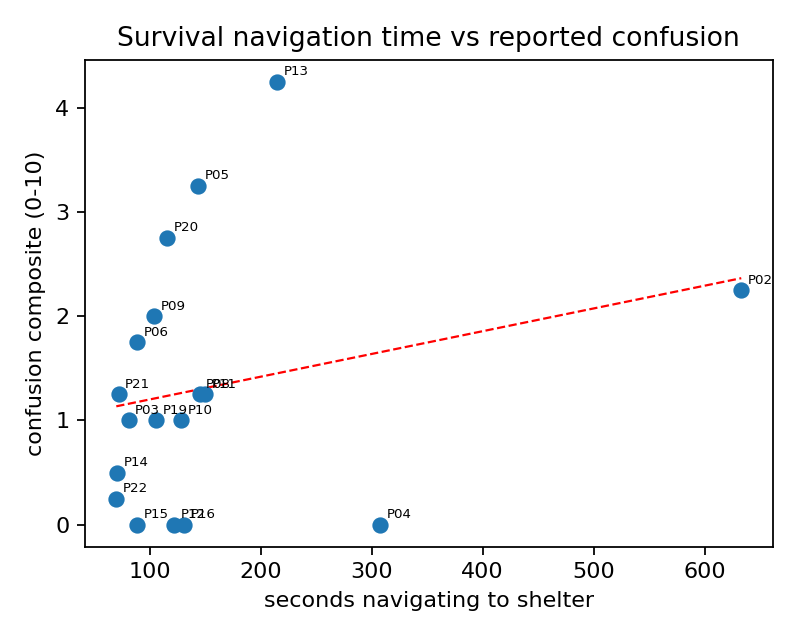 Survival navigation time vs reported confusion
P13
P05
P20
P02
P09
P06
P21
P03
P19
P10
P14
P22
P15
P16
P04
4
3
2
1
0
confusion composite (0-10)
100
200
300
400
500
600
seconds navigating to shelter